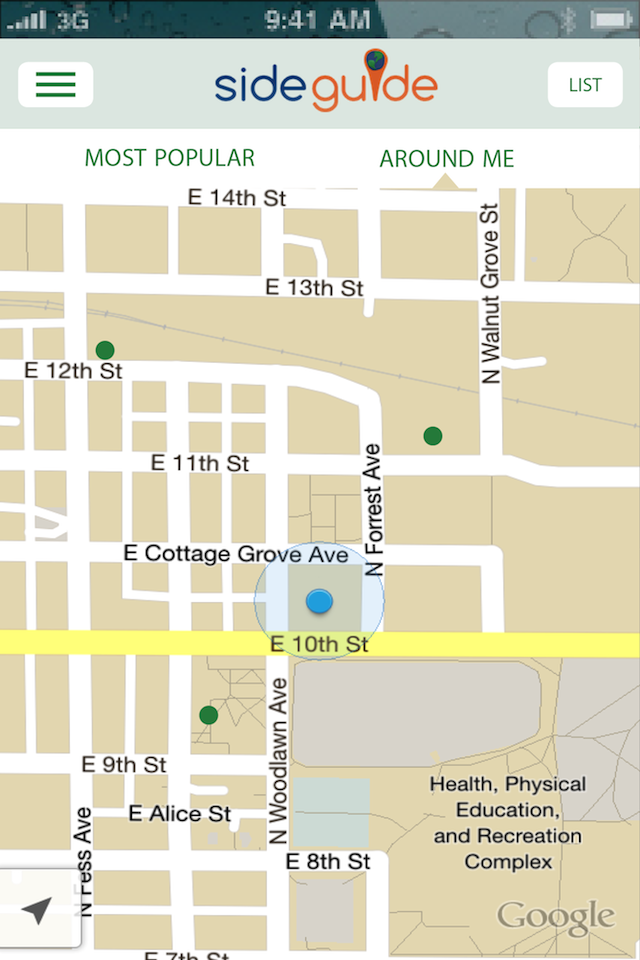 3G
9:41 AM
sideguide
LIST
MOST POPULAR
AROUND ME
E 14th St
N Walnut Grove St
E 13th St
E 12th St
E 11th St
N Forrest Ave
E Cottage Grove Ave
E 10th St
N Woodlawn Ave
E 9th St
Health, Physical
Education,
and Recreation
Complex
E Alice St
N Fess Ave
E 8th St
Google
E 7th St